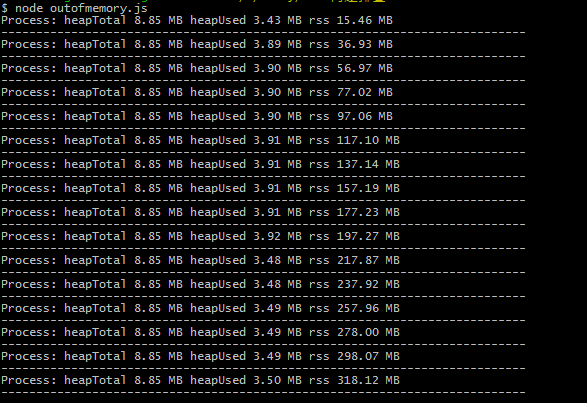 $ node outofmemory.js
Process: heapTotal 8.85 MB heapUsed 3.43 MB rss 15.46 MB
---------------------------------------------------------------------------
Process: heapTotal 8.85 MB heapUsed 3.89 MB rss 36.93 MB
---------------------------------------------------------------------------
Process: heapTotal 8.85 MB heapUsed 3.90 MB rss 56.97 MB
---------------------------------------------------------------------------
Process: heapTotal 8.85 MB heapUsed 3.90 MB rss 77.02 MB
---------------------------------------------------------------------------
Process: heapTotal 8.85 MB heapUsed 3.90 MB rss 97.06 MB
---------------------------------------------------------------------------
Process: heapTotal 8.85 MB heapUsed 3.91 MB rss 117.10 MB
---------------------------------------------------------------------------
Process: heapTotal 8.85 MB heapUsed 3.91 MB rss 137.14 MB
---------------------------------------------------------------------------
Process: heapTotal 8.85 MB heapUsed 3.91 MB rss 157.19 MB
---------------------------------------------------------------------------
Process: heapTotal 8.85 MB heapUsed 3.91 MB rss 177.23 MB
---------------------------------------------------------------------------
Process: heapTotal 8.85 MB heapUsed 3.92 MB rss 197.27 MB
---------------------------------------------------------------------------
Process: heapTotal 8.85 MB heapUsed 3.48 MB rss 217.87 MB
---------------------------------------------------------------------------
Process: heapTotal 8.85 MB heapUsed 3.48 MB rss 237.92 MB
---------------------------------------------------------------------------
Process: heapTotal 8.85 MB heapUsed 3.49 MB rss 257.96 MB
---------------------------------------------------------------------------
Process: heapTotal 8.85 MB heapUsed 3.49 MB rss 278.00 MB
---------------------------------------------------------------------------
Process: heapTotal 8.85 MB heapUsed 3.49 MB rss 298.07 MB
---------------------------------------------------------------------------
Process: heapTotal 8.85 MB heapUsed 3.50 MB rss 318.12 MB
---------------------------------------------------------------------------